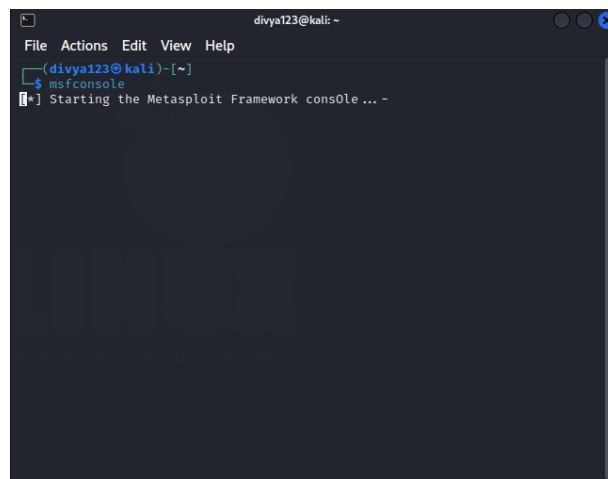 divya123@kali: ~
File Actions Edit View Help
┌──(divya123㉿kali)-[~]
└─$ msfconsole
[*] Starting the Metasploit Framework consOle...-